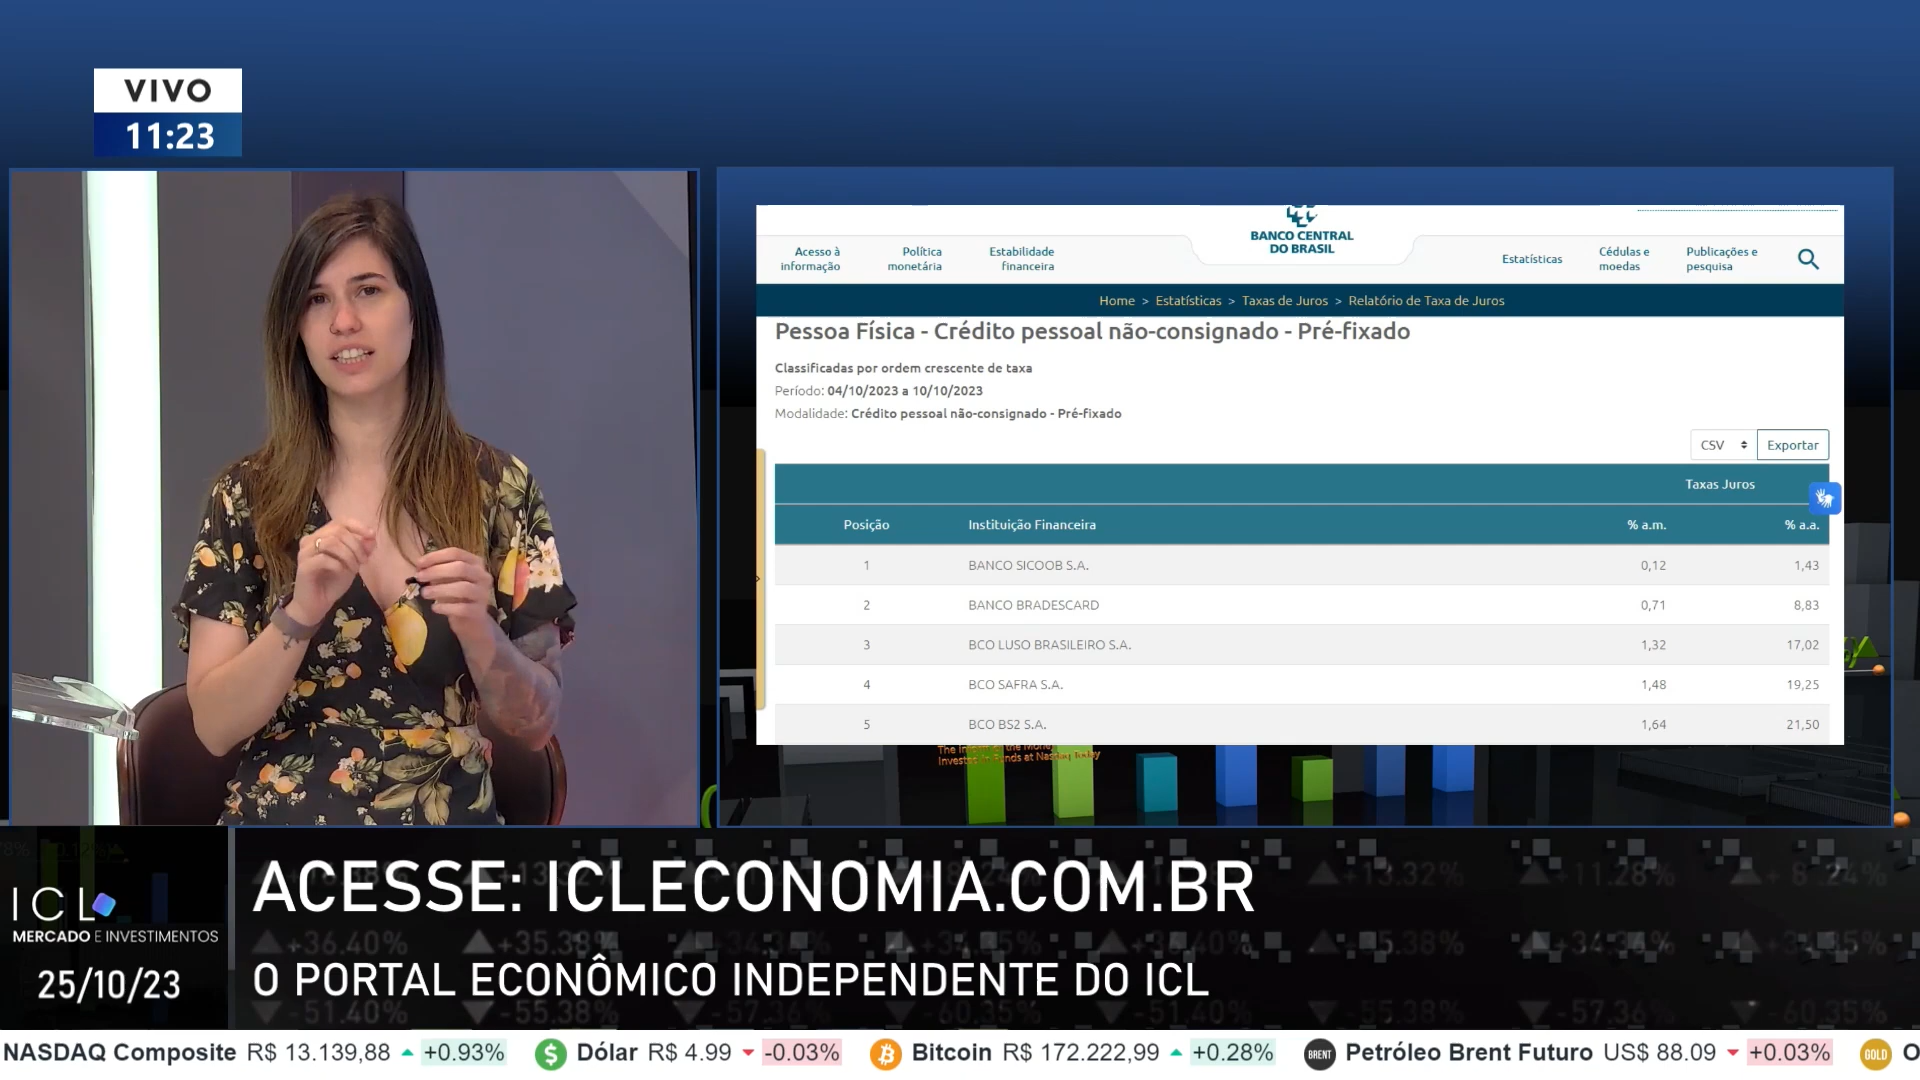 VIVO
11:23
BANCO CENTRAL
DO BRASIL
Acesso à
informação
Política
monetária
Estabilidade
financeira
Estatísticas
Cédulas e
moedas
Publicações e
pesquisa
Home > Estatísticas > Taxas de Juros > Relatório de Taxa de Juros
Pessoa Física - Crédito pessoal não-consignado - Pré-fixado
Classificadas por ordem crescente de taxa
Período: 04/10/2023 a 10/10/2023
Modalidade: Crédito pessoal não-consignado - Pré-fixado
CSV Exportar
Taxas Juros
Posição Instituição Financeira % a.m. % a.a.
1 BANCO SICOOB S.A. 0,12 1,43
2 BANCO BRADESCARD 0,71 8,83
3 BCO LUSO BRASILEIRO S.A. 1,32 17,02
4 BCO SAFRA S.A. 1,48 19,25
5 BCO BS2 S.A. 1,64 21,50
ACESSE: ICLECONOMIA.COM.BR
O PORTAL ECONÔMICO INDEPENDENTE DO ICL
ICL
MERCADO E INVESTIMENTOS
25/10/23
NASDAQ Composite R$ 13.139,88 +0.93% Dólar R$ 4.99 -0.03% Bitcoin R$ 172.222,99 +0.28% BRENT Petróleo Brent Futuro US$ 88.09 +0.03% GOLD O